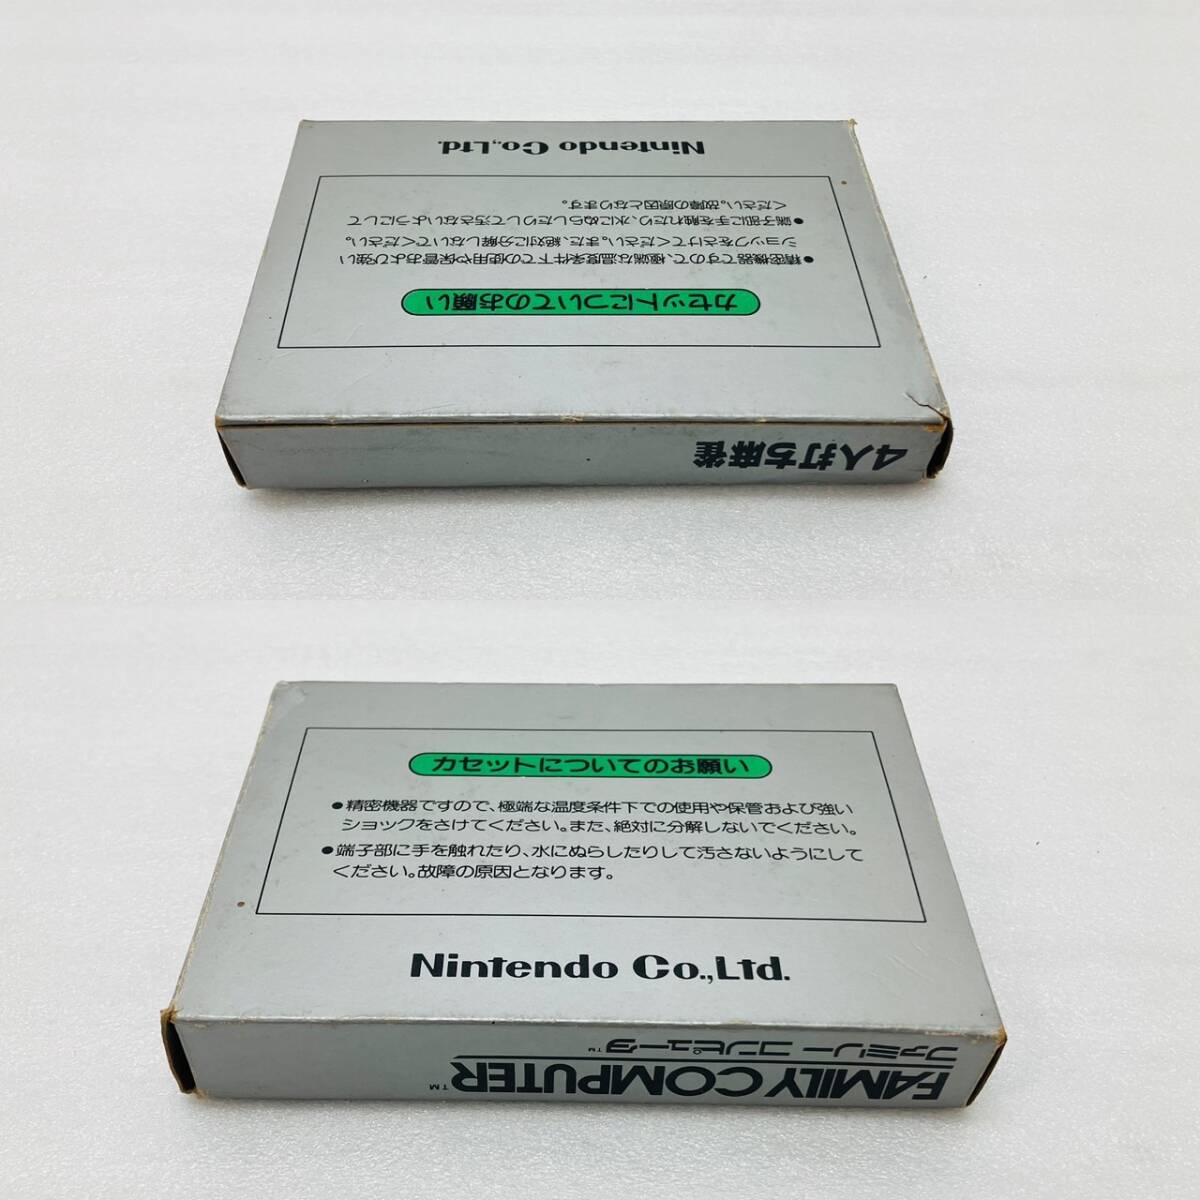 Nintendo Co.,Ltd.
カセットについてのお願い
●精密機器ですので、極端な温度条件下での使用や保管および強い
ショックをさけてください。また、絶対に分解しないでください。
●端子部に手を触れたり、水にぬらしたりして汚さないようにして
ください。故障の原因となります。
4人打ち麻雀
カセットについてのお願い
●精密機器ですので、極端な温度条件下での使用や保管および強い
ショックをさけてください。また、絶対に分解しないでください。
●端子部に手を触れたり、水にぬらしたりして汚さないようにして
ください。故障の原因となります。
Nintendo Co.,Ltd.
FAMILY COMPUTER™
ファミリーコンピュータ™